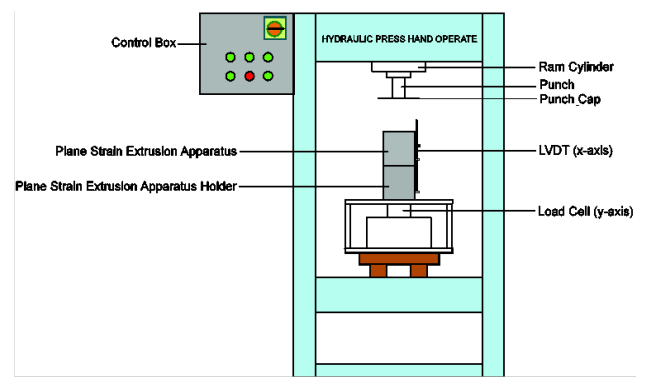 HYDRAULIC PRESS HAND OPERATE
Control Box
Ram Cylinder
Punch
Punch Cap
Plane Strain Extrusion Apparatus
LVDT (x-axis)
Plane Strain Extrusion Apparatus Holder
Load Cell (y-axis)